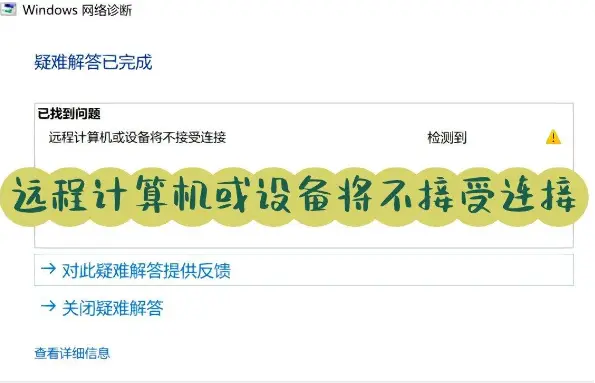 Windows 网络诊断
疑难解答已完成
已找到问题
远程计算机或设备将不接受连接 检测到
远程计算机或设备将不接受连接
→ 对此疑难解答提供反馈
→ 关闭疑难解答
查看详细信息